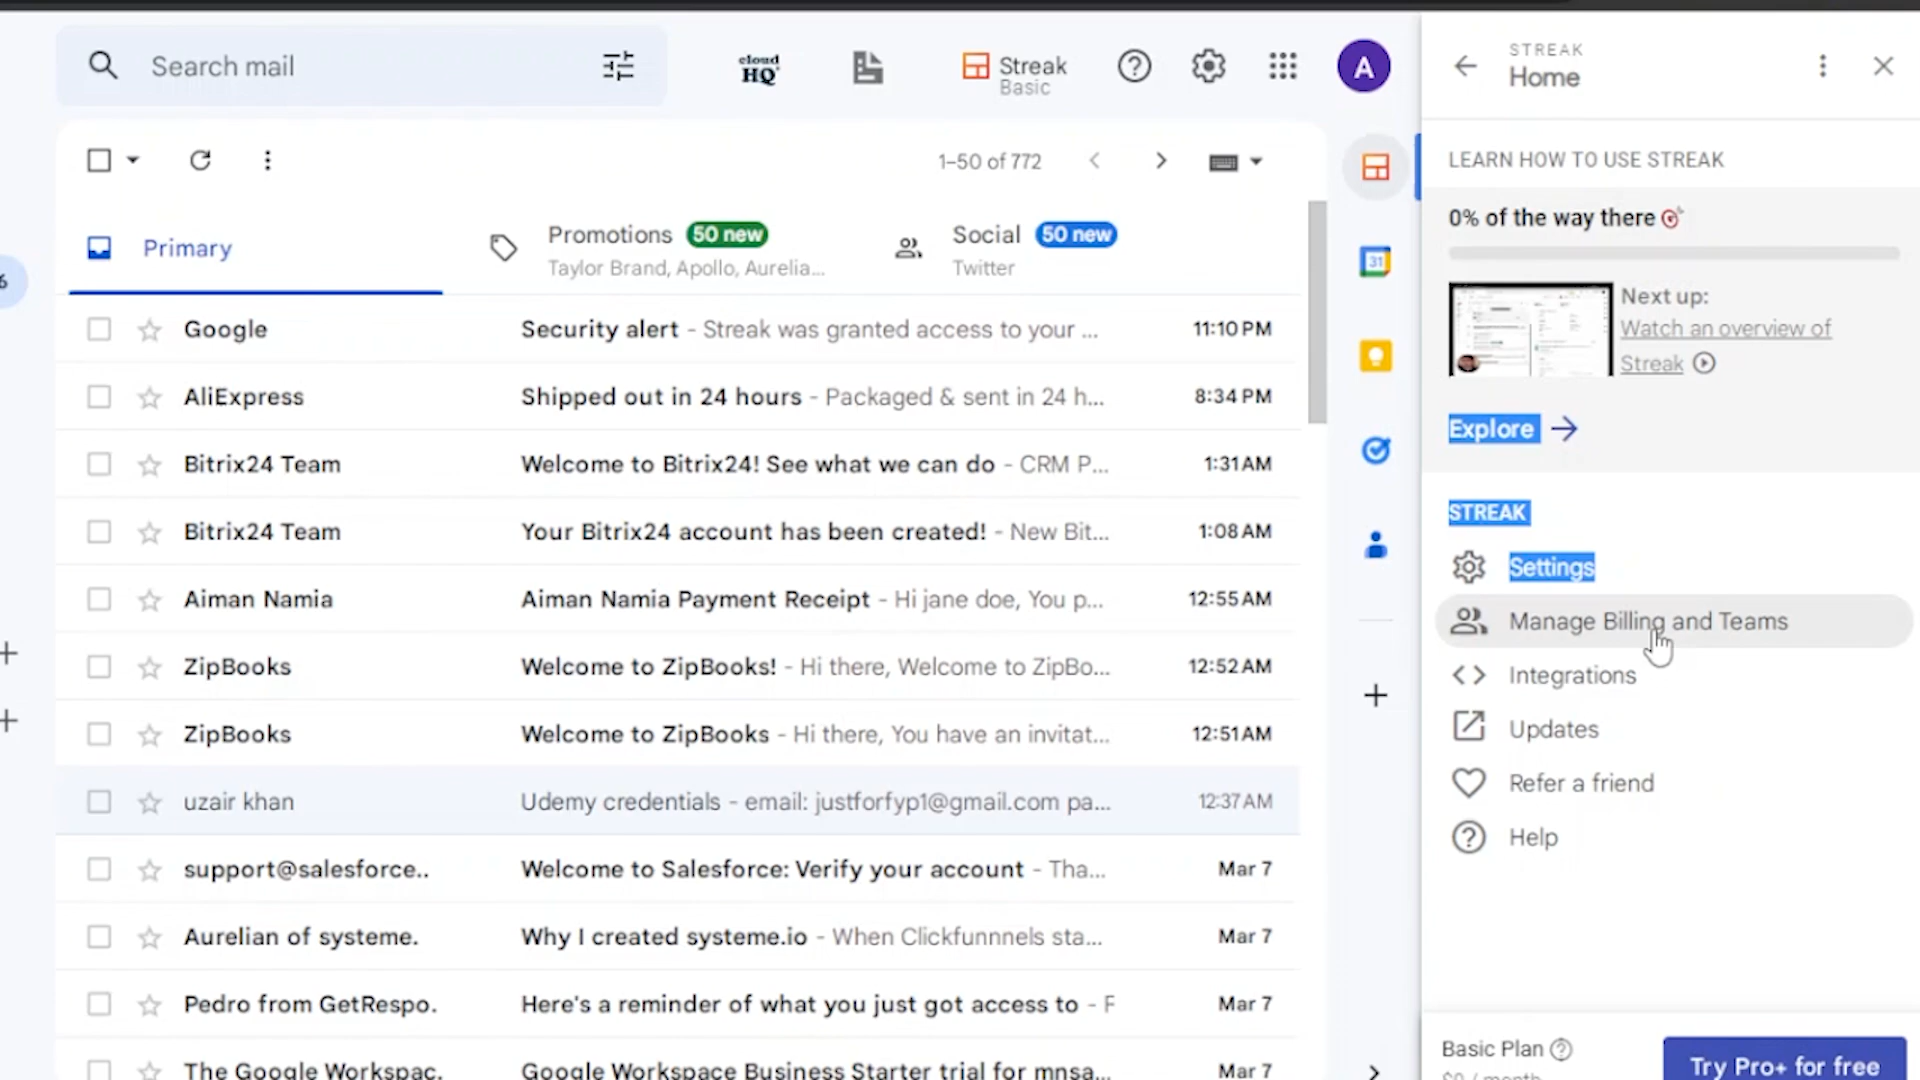 Search mail
cloud HQ
Streak
Basic
A
STREAK
Home
1–50 of 772
Primary
Promotions 50 new
Taylor Brand, Apollo, Aurelia...
Social 50 new
Twitter
6
Google Security alert - Streak was granted access to your ... 11:10 PM
AliExpress Shipped out in 24 hours - Packaged & sent in 24 h... 8:34 PM
Bitrix24 Team Welcome to Bitrix24! See what we can do - CRM P... 1:31 AM
Bitrix24 Team Your Bitrix24 account has been created! - New Bit... 1:08 AM
Aiman Namia Aiman Namia Payment Receipt - Hi jane doe, You p... 12:55 AM
ZipBooks Welcome to ZipBooks! - Hi there, Welcome to ZipBo... 12:52 AM
ZipBooks Welcome to ZipBooks - Hi there, You have an invitat... 12:51 AM
uzair khan Udemy credentials - email: justforfyp1@gmail.com pa... 12:37 AM
support@salesforce.. Welcome to Salesforce: Verify your account - Tha... Mar 7
Aurelian of systeme. Why I created systeme.io - When Clickfunnnels sta... Mar 7
Pedro from GetRespo. Here's a reminder of what you just got access to - F Mar 7
The Google Workspac. Google Workspace Business Starter trial for mnsa... Mar 7
31
LEARN HOW TO USE STREAK
0% of the way there
Next up:
Watch an overview of
Streak
Explore
STREAK
Settings
Manage Billing and Teams
Integrations
Updates
Refer a friend
Help
Basic Plan
$0 / month
Try Pro+ for free